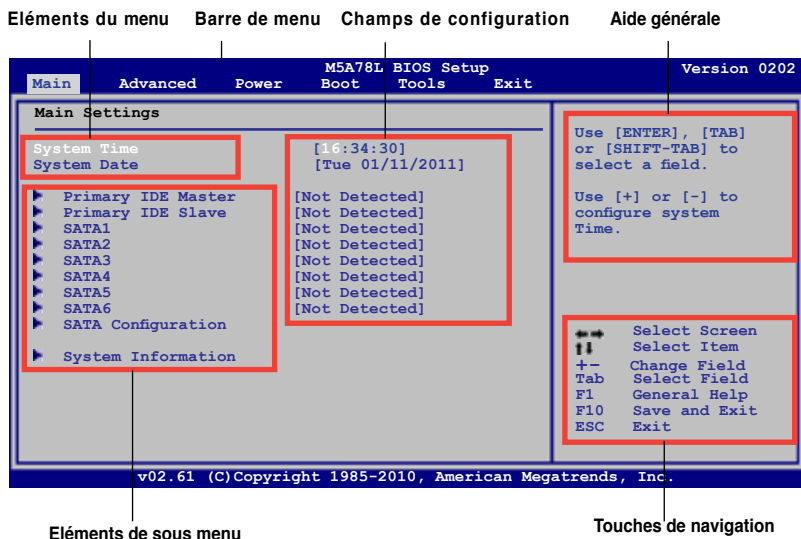 Eléments du menu Barre de menu Champs de configuration Aide générale
M5A78L BIOS Setup Version 0202
Main Advanced Power Boot Tools Exit
Main Settings
System Time [16:34:30]
System Date [Tue 01/11/2011]
Primary IDE Master [Not Detected]
Primary IDE Slave [Not Detected]
SATA1 [Not Detected]
SATA2 [Not Detected]
SATA3 [Not Detected]
SATA4 [Not Detected]
SATA5 [Not Detected]
SATA6 [Not Detected]
SATA Configuration
System Information
Use [ENTER], [TAB]
or [SHIFT-TAB] to
select a field.
Use [+] or [-] to
configure system
Time.
Select Screen
Select Item
+- Change Field
Tab Select Field
F1 General Help
F10 Save and Exit
ESC Exit
v02.61 (C)Copyright 1985-2010, American Megatrends, Inc.
Eléments de sous menu Touches de navigation